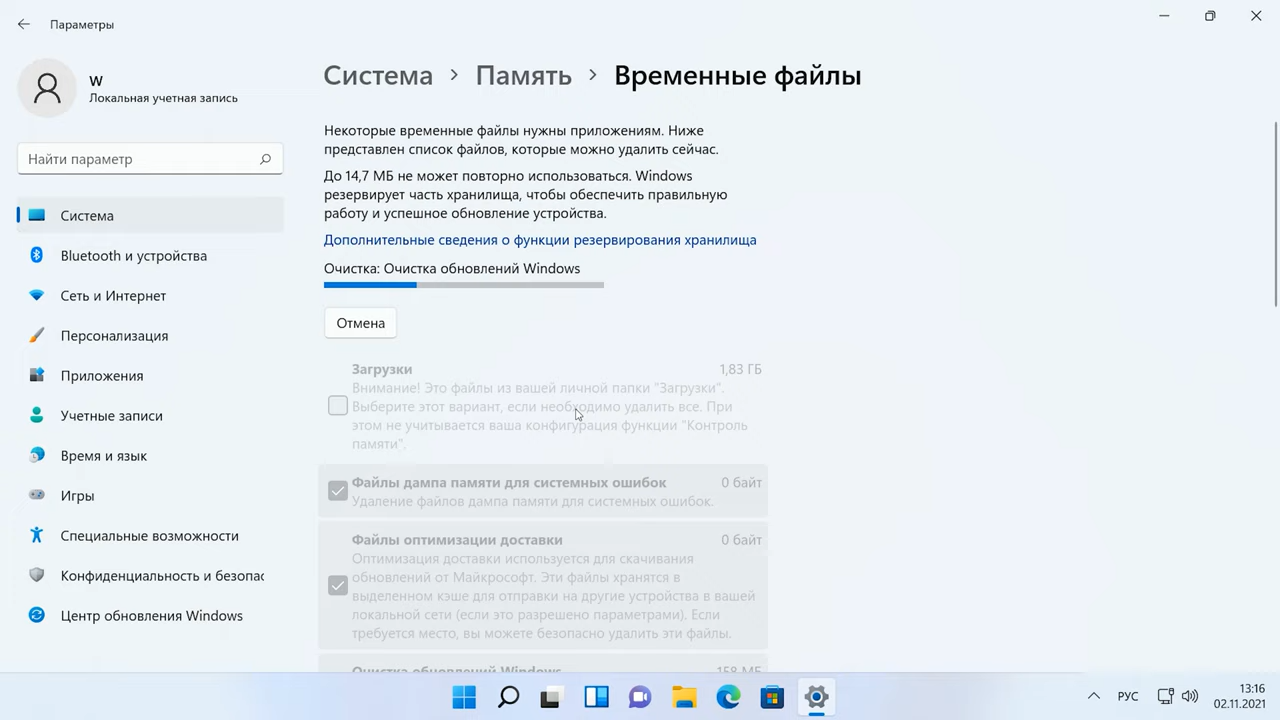 Параметры
W
Локальная учетная запись
Найти параметр
Система
Bluetooth и устройства
Сеть и Интернет
Персонализация
Приложения
Учетные записи
Время и язык
Игры
Специальные возможности
Конфиденциальность и безопас
Центр обновления Windows
Система > Память > Временные файлы
Некоторые временные файлы нужны приложениям. Ниже
представлен список файлов, которые можно удалить сейчас.
До 14,7 МБ не может повторно использоваться. Windows
резервирует часть хранилища, чтобы обеспечить правильную
работу и успешное обновление устройства.
Дополнительные сведения о функции резервирования хранилища
Очистка: Очистка обновлений Windows
Отмена
Загрузки 1,83 ГБ
Внимание! Это файлы из вашей личной папки "Загрузки".
Выберите этот вариант, если необходимо удалить все. При
этом не учитывается ваша конфигурация функции "Контроль
памяти".
Файлы дампа памяти для системных ошибок 0 байт
Удаление файлов дампа памяти для системных ошибок.
Файлы оптимизации доставки 0 байт
Оптимизация доставки используется для скачивания
обновлений от Майкрософт. Эти файлы хранятся в
выделенном кэше для отправки на другие устройства в вашей
локальной сети (если это разрешено параметрами). Если
требуется место, вы можете безопасно удалить эти файлы.
Очистка обновлений Windows 158 МБ
РУС
13:16
02.11.2021